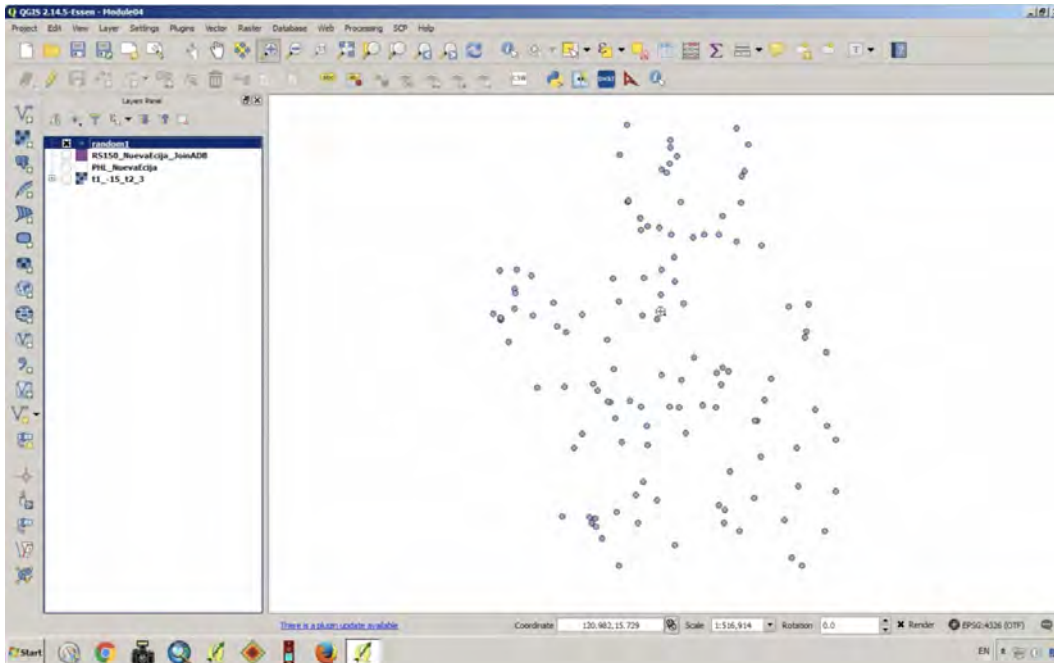 QGIS 2.14.5-Essen - Module04
Project Edit View Layer Settings Plugins Vector Raster Database Web Processing SCP Help
Layers Panel
random1
RS150_NuevaEcija_JoinADB
PHL_NuevaEcija
t1_-15_t2_3
There is a plugin update available
Coordinate 120.982,15.729 Scale 1:516,914 Rotation 0.0 Render EPSG:4326 (OTF)
Start EN